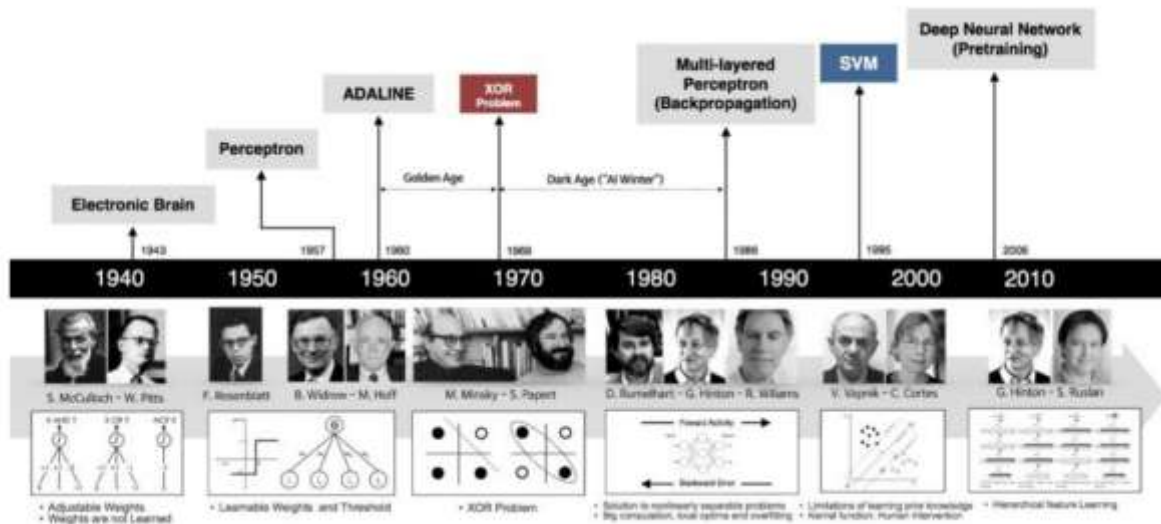 Deep Neural Network
(Pretraining)
Multi-layered
Perceptron
(Backpropagation)
SVM
ADALINE
XOR
Problem
Perceptron
Golden Age
Dark Age ("AI Winter")
Electronic Brain
1943
1957
1960
1969
1986
1995
2006
1940
1950
1960
1970
1980
1990
2000
2010
S. McCulloch – W. Pitts
F. Rosenblatt
B. Widrow – M. Hoff
M. Minsky – S. Papert
D. Rumelhart – G. Hinton – R. Williams
V. Vapnik – C. Cortes
G. Hinton – S. Ruslan
X AND Y
X OR Y
NOT X
Forward Activity
Backward Error
• Adjustable Weights
• Weights are not Learned
• Learnable Weights and Threshold
• XOR Problem
• Solution to nonlinearly separable problems
• Big computation, local optima and overfitting
• Limitations of learning prior knowledge
• Kernel function: Human Intervention
• Hierarchical feature Learning